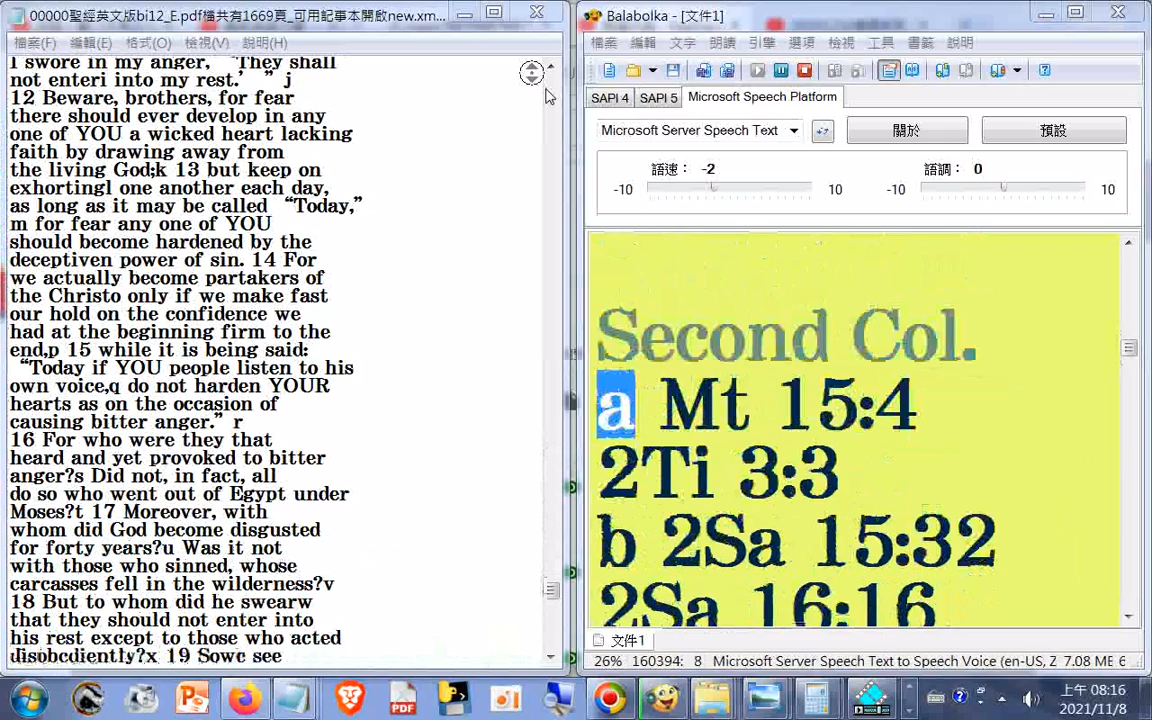 00000聖經英文版bi12_E.pdf檔共有1669頁_可用記事本開啟new.xm...
檔案(F) 編輯(E) 格式(O) 檢視(V) 說明(H)
I swore in my anger, “They shall
not enteri into my rest.’ ” j
12 Beware, brothers, for fear
there should ever develop in any
one of YOU a wicked heart lacking
faith by drawing away from
the living God;k 13 but keep on
exhortingl one another each day,
as long as it may be called “Today,”
m for fear any one of YOU
should become hardened by the
deceptiven power of sin. 14 For
we actually become partakers of
the Christo only if we make fast
our hold on the confidence we
had at the beginning firm to the
end,p 15 while it is being said:
“Today if YOU people listen to his
own voice,q do not harden YOUR
hearts as on the occasion of
causing bitter anger.” r
16 For who were they that
heard and yet provoked to bitter
anger?s Did not, in fact, all
do so who went out of Egypt under
Moses?t 17 Moreover, with
whom did God become disgusted
for forty years?u Was it not
with those who sinned, whose
carcasses fell in the wilderness?v
18 But to whom did he swearw
that they should not enter into
his rest except to those who acted
disobediently?x 19 So see
Balabolka - [文件1]
檔案 編輯 文字 朗讀 引擎 選項 檢視 工具 書籤 說明
SAPI 4 SAPI 5 Microsoft Speech Platform
Microsoft Server Speech Text 關於 預設
語速: -2 語調: 0
-10 10 -10 10
Second Col.
a Mt 15:4
2Ti 3:3
b 2Sa 15:32
2Sa 16:16
文件1
26% 160394: 8 Microsoft Server Speech Text to Speech Voice (en-US, Z 7.08 MB 6
PDF
上午 08:16
2021/11/8